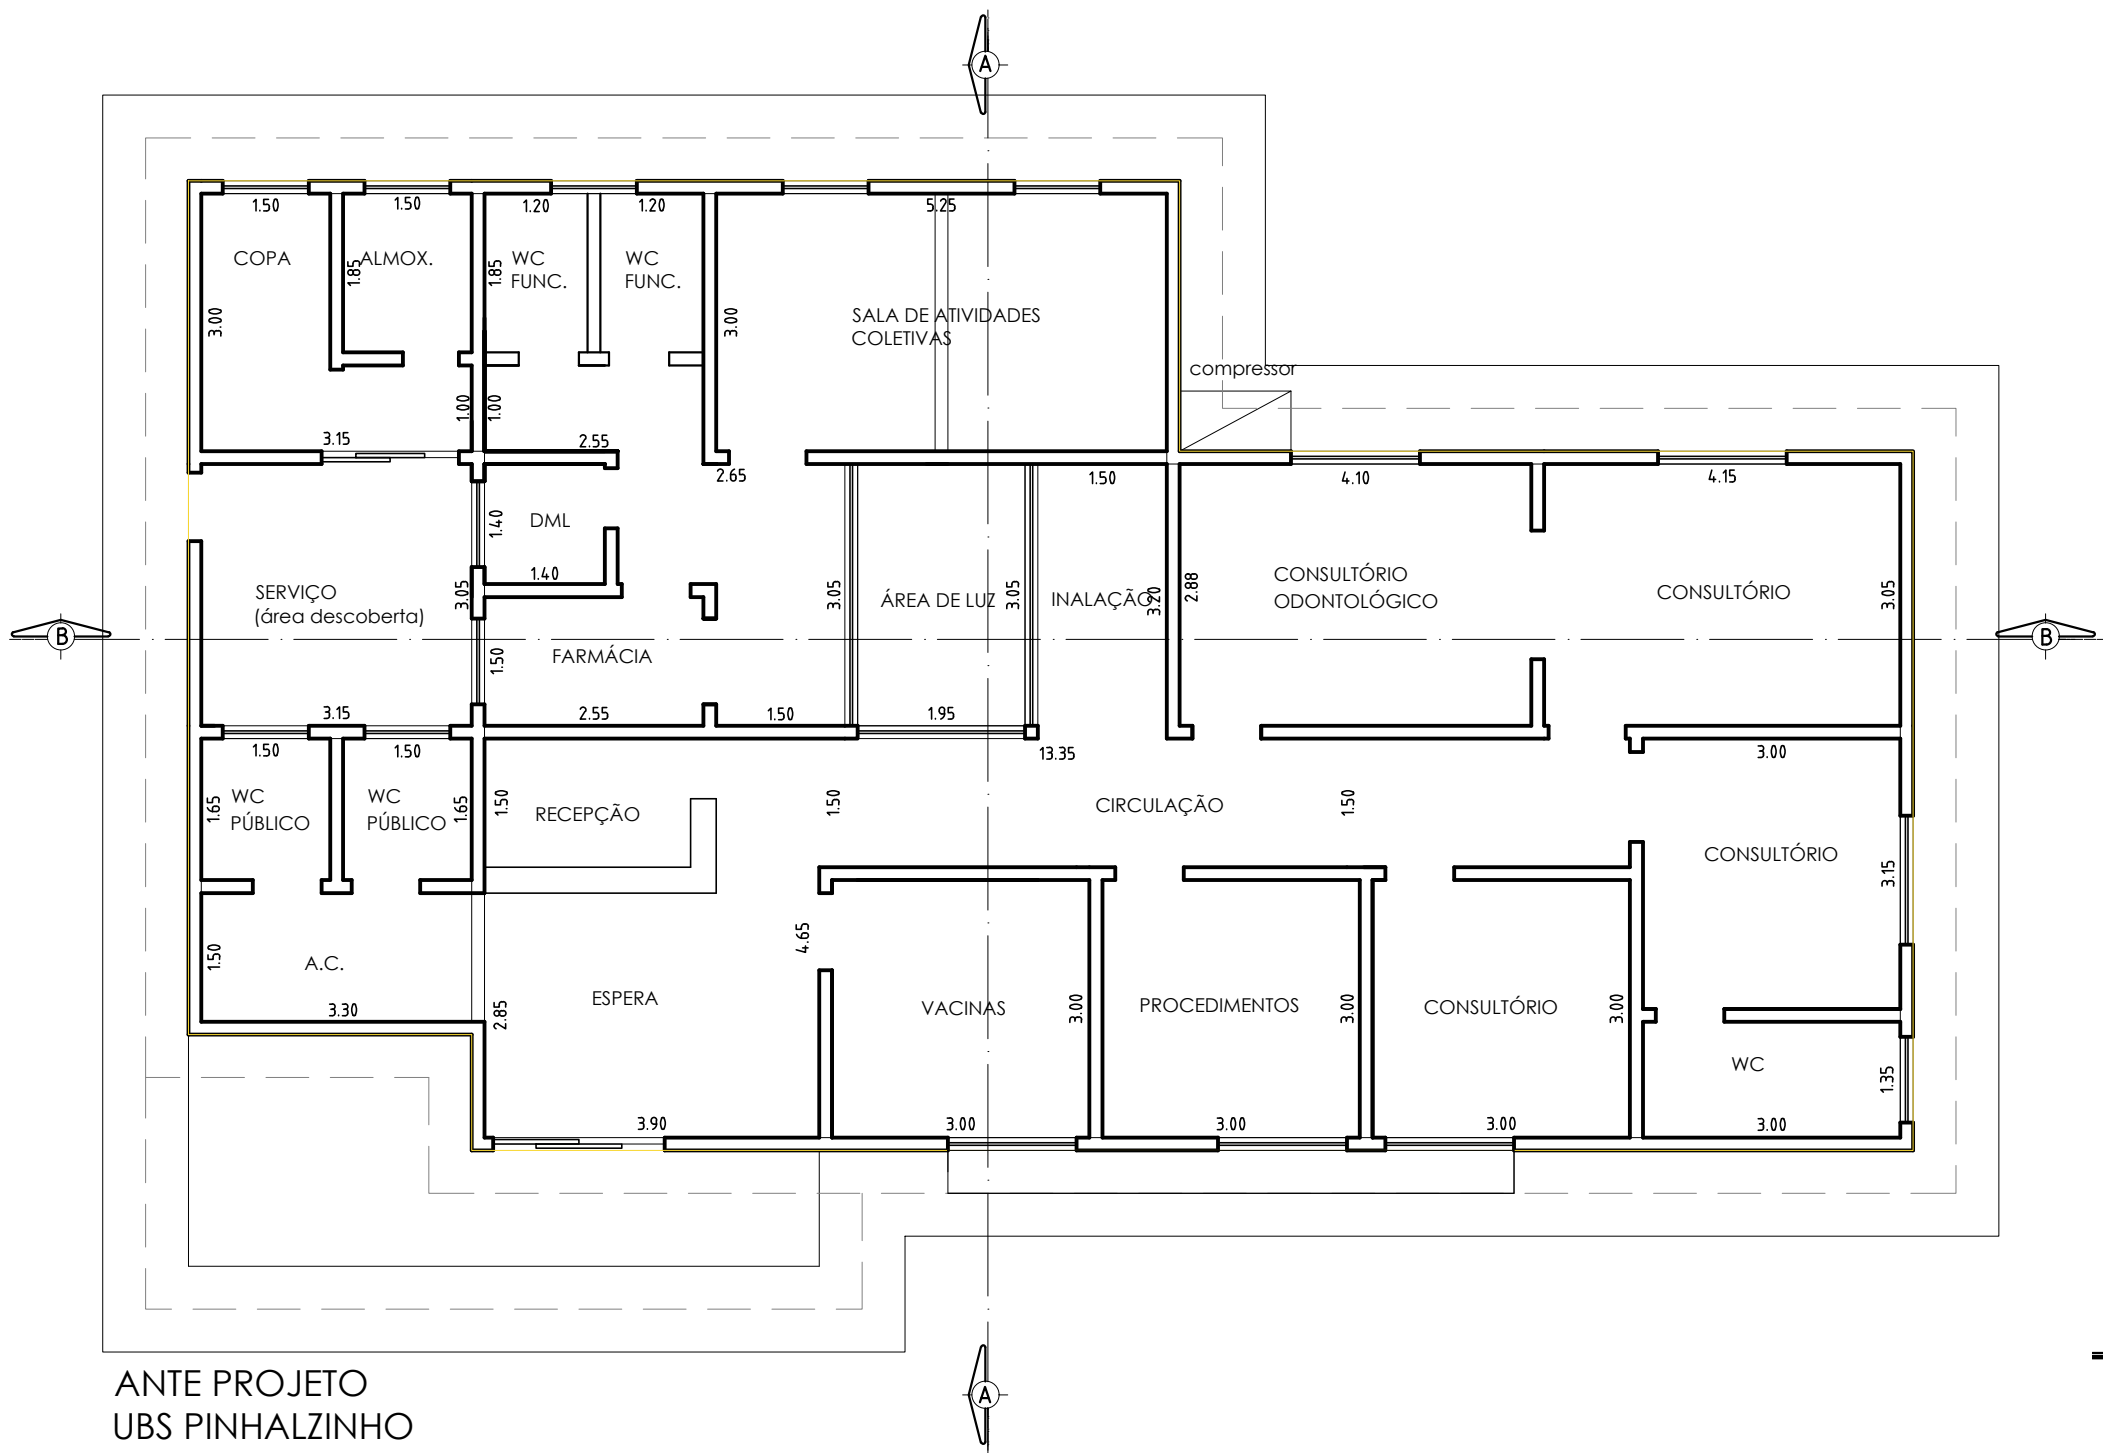 A
1.50
1.50
1.20
1.20
5.25
COPA
1.85
ALMOX.
1.85
WC
FUNC.
WC
FUNC.
3.00
3.00
SALA DE ATIVIDADES
COLETIVAS
compressor
1.00
1.00
3.15
2.55
2.65
1.50
4.10
4.15
1.40
DML
1.40
SERVIÇO
(área descoberta)
3.05
3.05
ÁREA DE LUZ
3.05
INALAÇÃO
3.20
2.88
CONSULTÓRIO
ODONTOLÓGICO
CONSULTÓRIO
3.05
B
B
1.50
FARMÁCIA
3.15
2.55
1.50
1.95
1.50
1.50
13.35
3.00
1.65
WC
PÚBLICO
WC
PÚBLICO
1.65
1.50
RECEPÇÃO
1.50
CIRCULAÇÃO
1.50
CONSULTÓRIO
3.15
1.50
A.C.
3.30
2.85
ESPERA
4.65
VACINAS
3.00
PROCEDIMENTOS
3.00
CONSULTÓRIO
3.00
WC
1.35
3.90
3.00
3.00
3.00
3.00
A
ANTE PROJETO
UBS PINHALZINHO